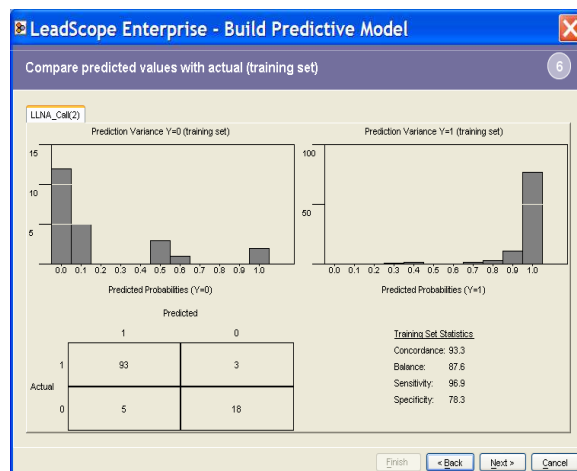 LeadScope Enterprise - Build Predictive Model
Compare predicted values with actual (training set)
6
LLNA_Call(2)
Prediction Variance Y=0 (training set)
15
10
5
0.0 0.1 0.2 0.3 0.4 0.5 0.6 0.7 0.8 0.9 1.0
Predicted Probabilities (Y=0)
Prediction Variance Y=1 (training set)
100
50
0.0 0.1 0.2 0.3 0.4 0.5 0.6 0.7 0.8 0.9 1.0
Predicted Probabilities (Y=1)
Predicted
1 0
1 93 3
Actual
0 5 18
Training Set Statistics
Concordance: 93.3
Balance: 87.6
Sensitivity: 96.9
Specificity: 78.3
Finish < Back Next > Cancel